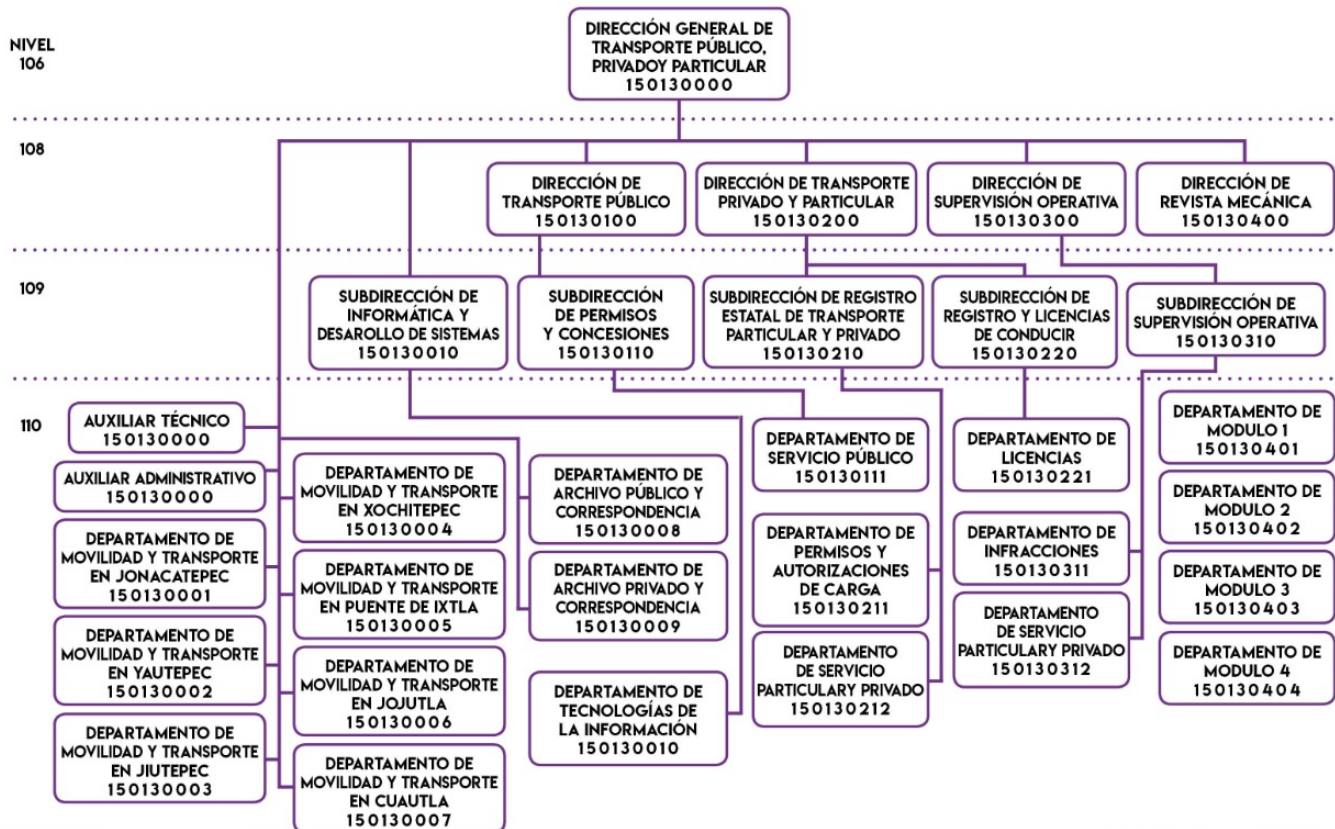 NIVEL
106
DIRECCIÓN GENERAL DE
TRANSPORTE PÚBLICO,
PRIVADOY PARTICULAR
150130000
108
DIRECCIÓN DE
TRANSPORTE PÚBLICO
150130100
DIRECCIÓN DE TRANSPORTE
PRIVADO Y PARTICULAR
150130200
DIRECCIÓN DE
SUPERVISIÓN OPERATIVA
150130300
DIRECCIÓN DE
REVISTA MECÁNICA
150130400
109
SUBDIRECCIÓN DE
INFORMÁTICA Y
DESAROLLO DE SISTEMAS
150130010
SUBDIRECCIÓN
DE PERMISOS
Y CONCESIONES
150130110
SUBDIRECCIÓN DE REGISTRO
ESTATAL DE TRANSPORTE
PARTICULAR Y PRIVADO
150130210
SUBDIRECCIÓN DE
REGISTRO Y LICENCIAS
DE CONDUCIR
150130220
SUBDIRECCIÓN DE
SUPERVISIÓN OPERATIVA
150130310
110
AUXILIAR TÉCNICO
150130000
AUXILIAR ADMINISTRATIVO
150130000
DEPARTAMENTO DE
MOVILIDAD Y TRANSPORTE
EN JONACATEPEC
150130001
DEPARTAMENTO DE
MOVILIDAD Y TRANSPORTE
EN YAUTEPEC
150130002
DEPARTAMENTO DE
MOVILIDAD Y TRANSPORTE
EN JIUTEPEC
150130003
DEPARTAMENTO DE
MOVILIDAD Y TRANSPORTE
EN XOCHITEPEC
150130004
DEPARTAMENTO DE
MOVILIDAD Y TRANSPORTE
EN PUENTE DE IXTLA
150130005
DEPARTAMENTO DE
MOVILIDAD Y TRANSPORTE
EN JOJUTLA
150130006
DEPARTAMENTO DE
MOVILIDAD Y TRANSPORTE
EN CUAUTLA
150130007
DEPARTAMENTO DE
ARCHIVO PÚBLICO Y
CORRESPONDENCIA
150130008
DEPARTAMENTO DE
ARCHIVO PRIVADO Y
CORRESPONDENCIA
150130009
DEPARTAMENTO DE
TECNOLOGÍAS DE
LA INFORMACIÓN
150130010
DEPARTAMENTO DE
SERVICIO PÚBLICO
150130111
DEPARTAMENTO DE
PERMISOS Y
AUTORIZACIONES
DE CARGA
150130211
DEPARTAMENTO
DE SERVICIO
PARTICULARY PRIVADO
150130212
DEPARTAMENTO DE
LICENCIAS
150130221
DEPARTAMENTO DE
INFRACCIONES
150130311
DEPARTAMENTO
DE SERVICIO
PARTICULARY PRIVADO
150130312
DEPARTAMENTO DE
MODULO 1
150130401
DEPARTAMENTO DE
MODULO 2
150130402
DEPARTAMENTO DE
MODULO 3
150130403
DEPARTAMENTO DE
MODULO 4
150130404